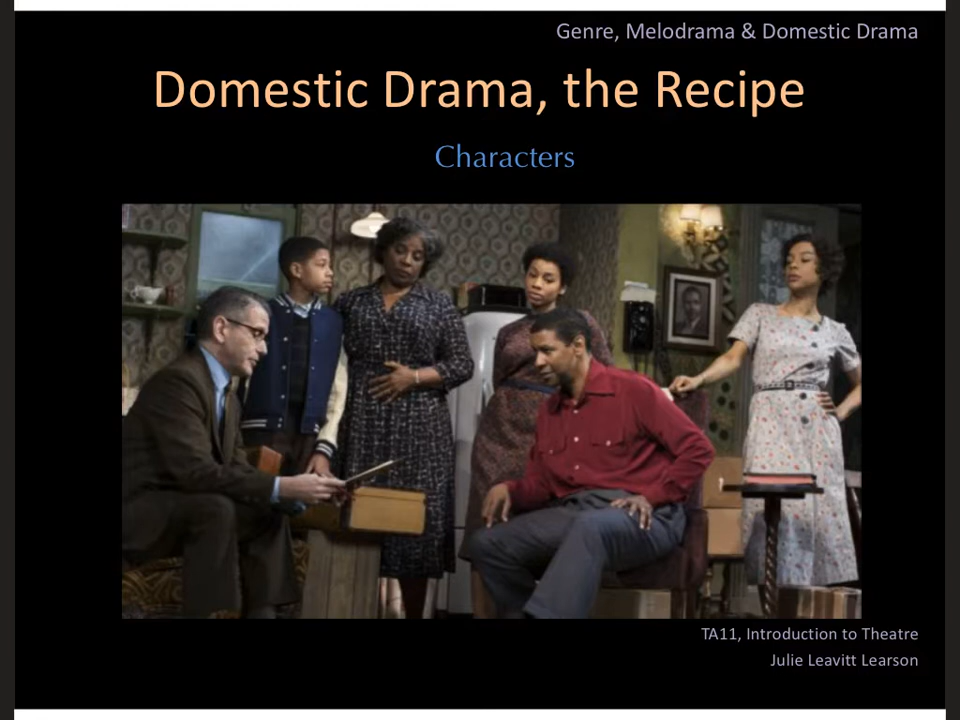 Genre, Melodrama & Domestic Drama
Domestic Drama, the Recipe
Characters
TA11, Introduction to Theatre
Julie Leavitt Learson